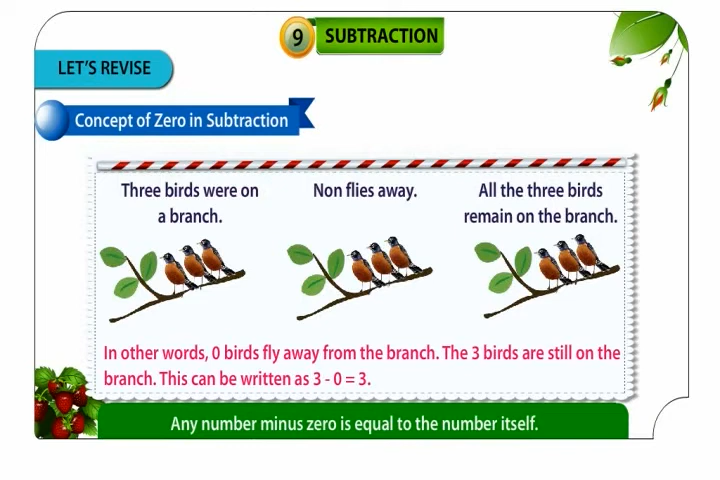 9 SUBTRACTION
LET'S REVISE
Concept of Zero in Subtraction
Three birds were on
a branch.
Non flies away.
All the three birds
remain on the branch.
In other words, 0 birds fly away from the branch. The 3 birds are still on the
branch. This can be written as 3 - 0 = 3.
Any number minus zero is equal to the number itself.